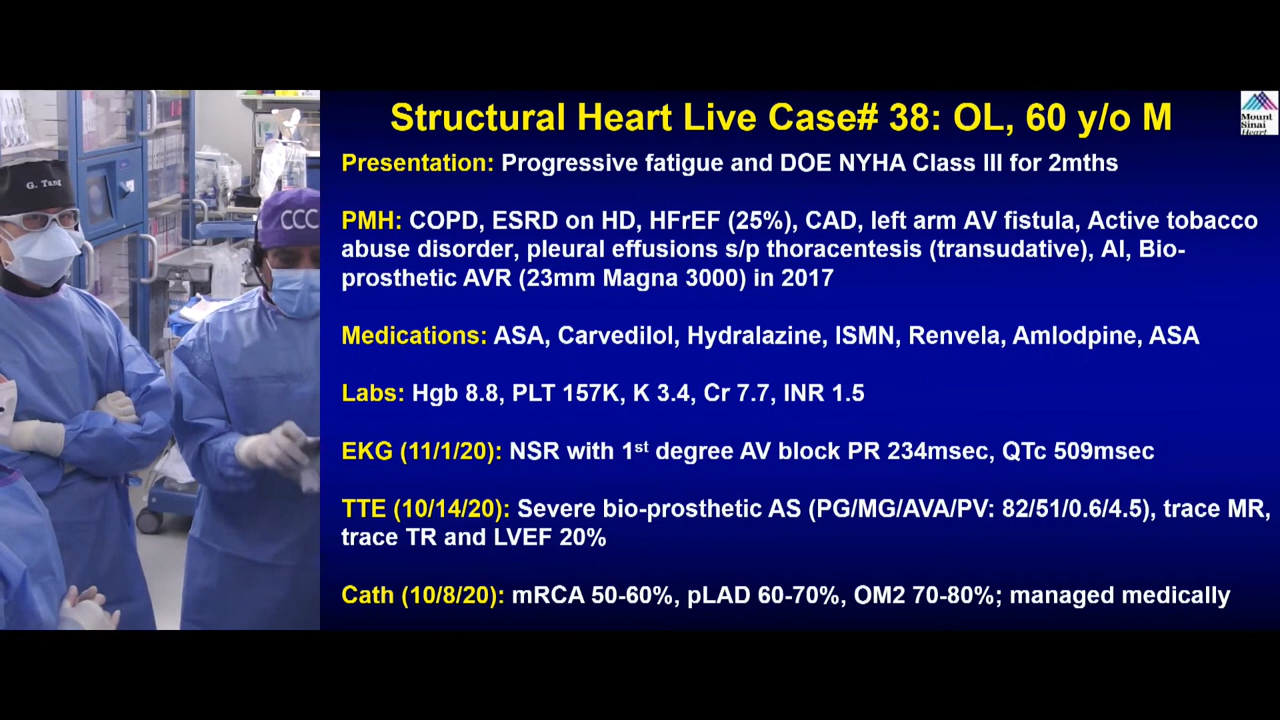 Structural Heart Live Case# 38: OL, 60 y/o M
Mount
Sinai
Heart
Presentation: Progressive fatigue and DOE NYHA Class III for 2mths
PMH: COPD, ESRD on HD, HFrEF (25%), CAD, left arm AV fistula, Active tobacco
abuse disorder, pleural effusions s/p thoracentesis (transudative), AI, Bio-
prosthetic AVR (23mm Magna 3000) in 2017
Medications: ASA, Carvedilol, Hydralazine, ISMN, Renvela, Amlodpine, ASA
Labs: Hgb 8.8, PLT 157K, K 3.4, Cr 7.7, INR 1.5
EKG (11/1/20): NSR with 1st degree AV block PR 234msec, QTc 509msec
TTE (10/14/20): Severe bio-prosthetic AS (PG/MG/AVA/PV: 82/51/0.6/4.5), trace MR,
trace TR and LVEF 20%
Cath (10/8/20): mRCA 50-60%, pLAD 60-70%, OM2 70-80%; managed medically
G. Tang
CCC